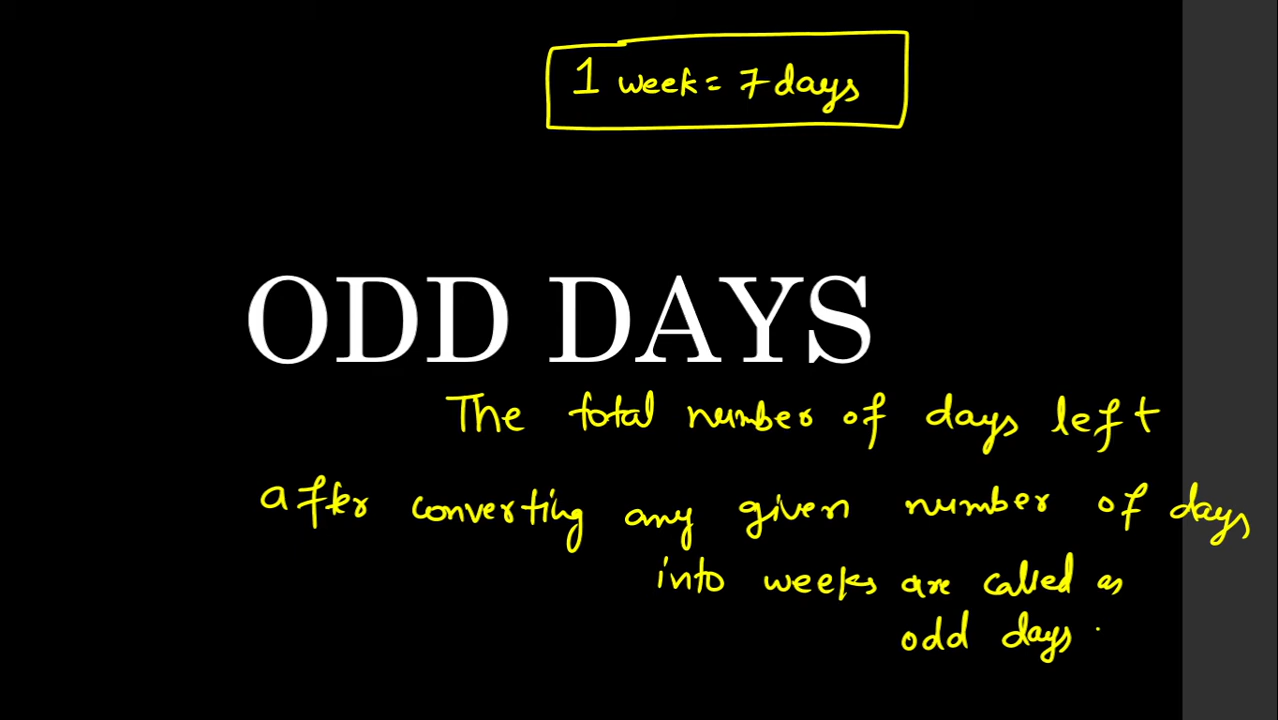 1 week = 7 days
ODD DAYS
The total number of days left
after converting any given number of days
into weeks are called as
odd days.